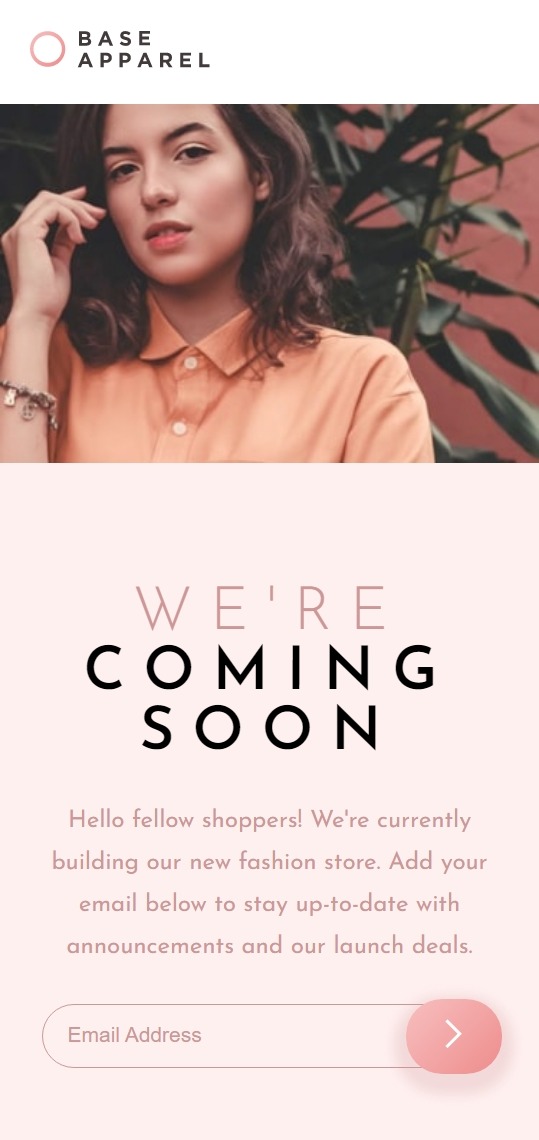 BASE
APPAREL
WE'RE
COMING
SOON
Hello fellow shoppers! We're currently
building our new fashion store. Add your
email below to stay up-to-date with
announcements and our launch deals.
Email Address